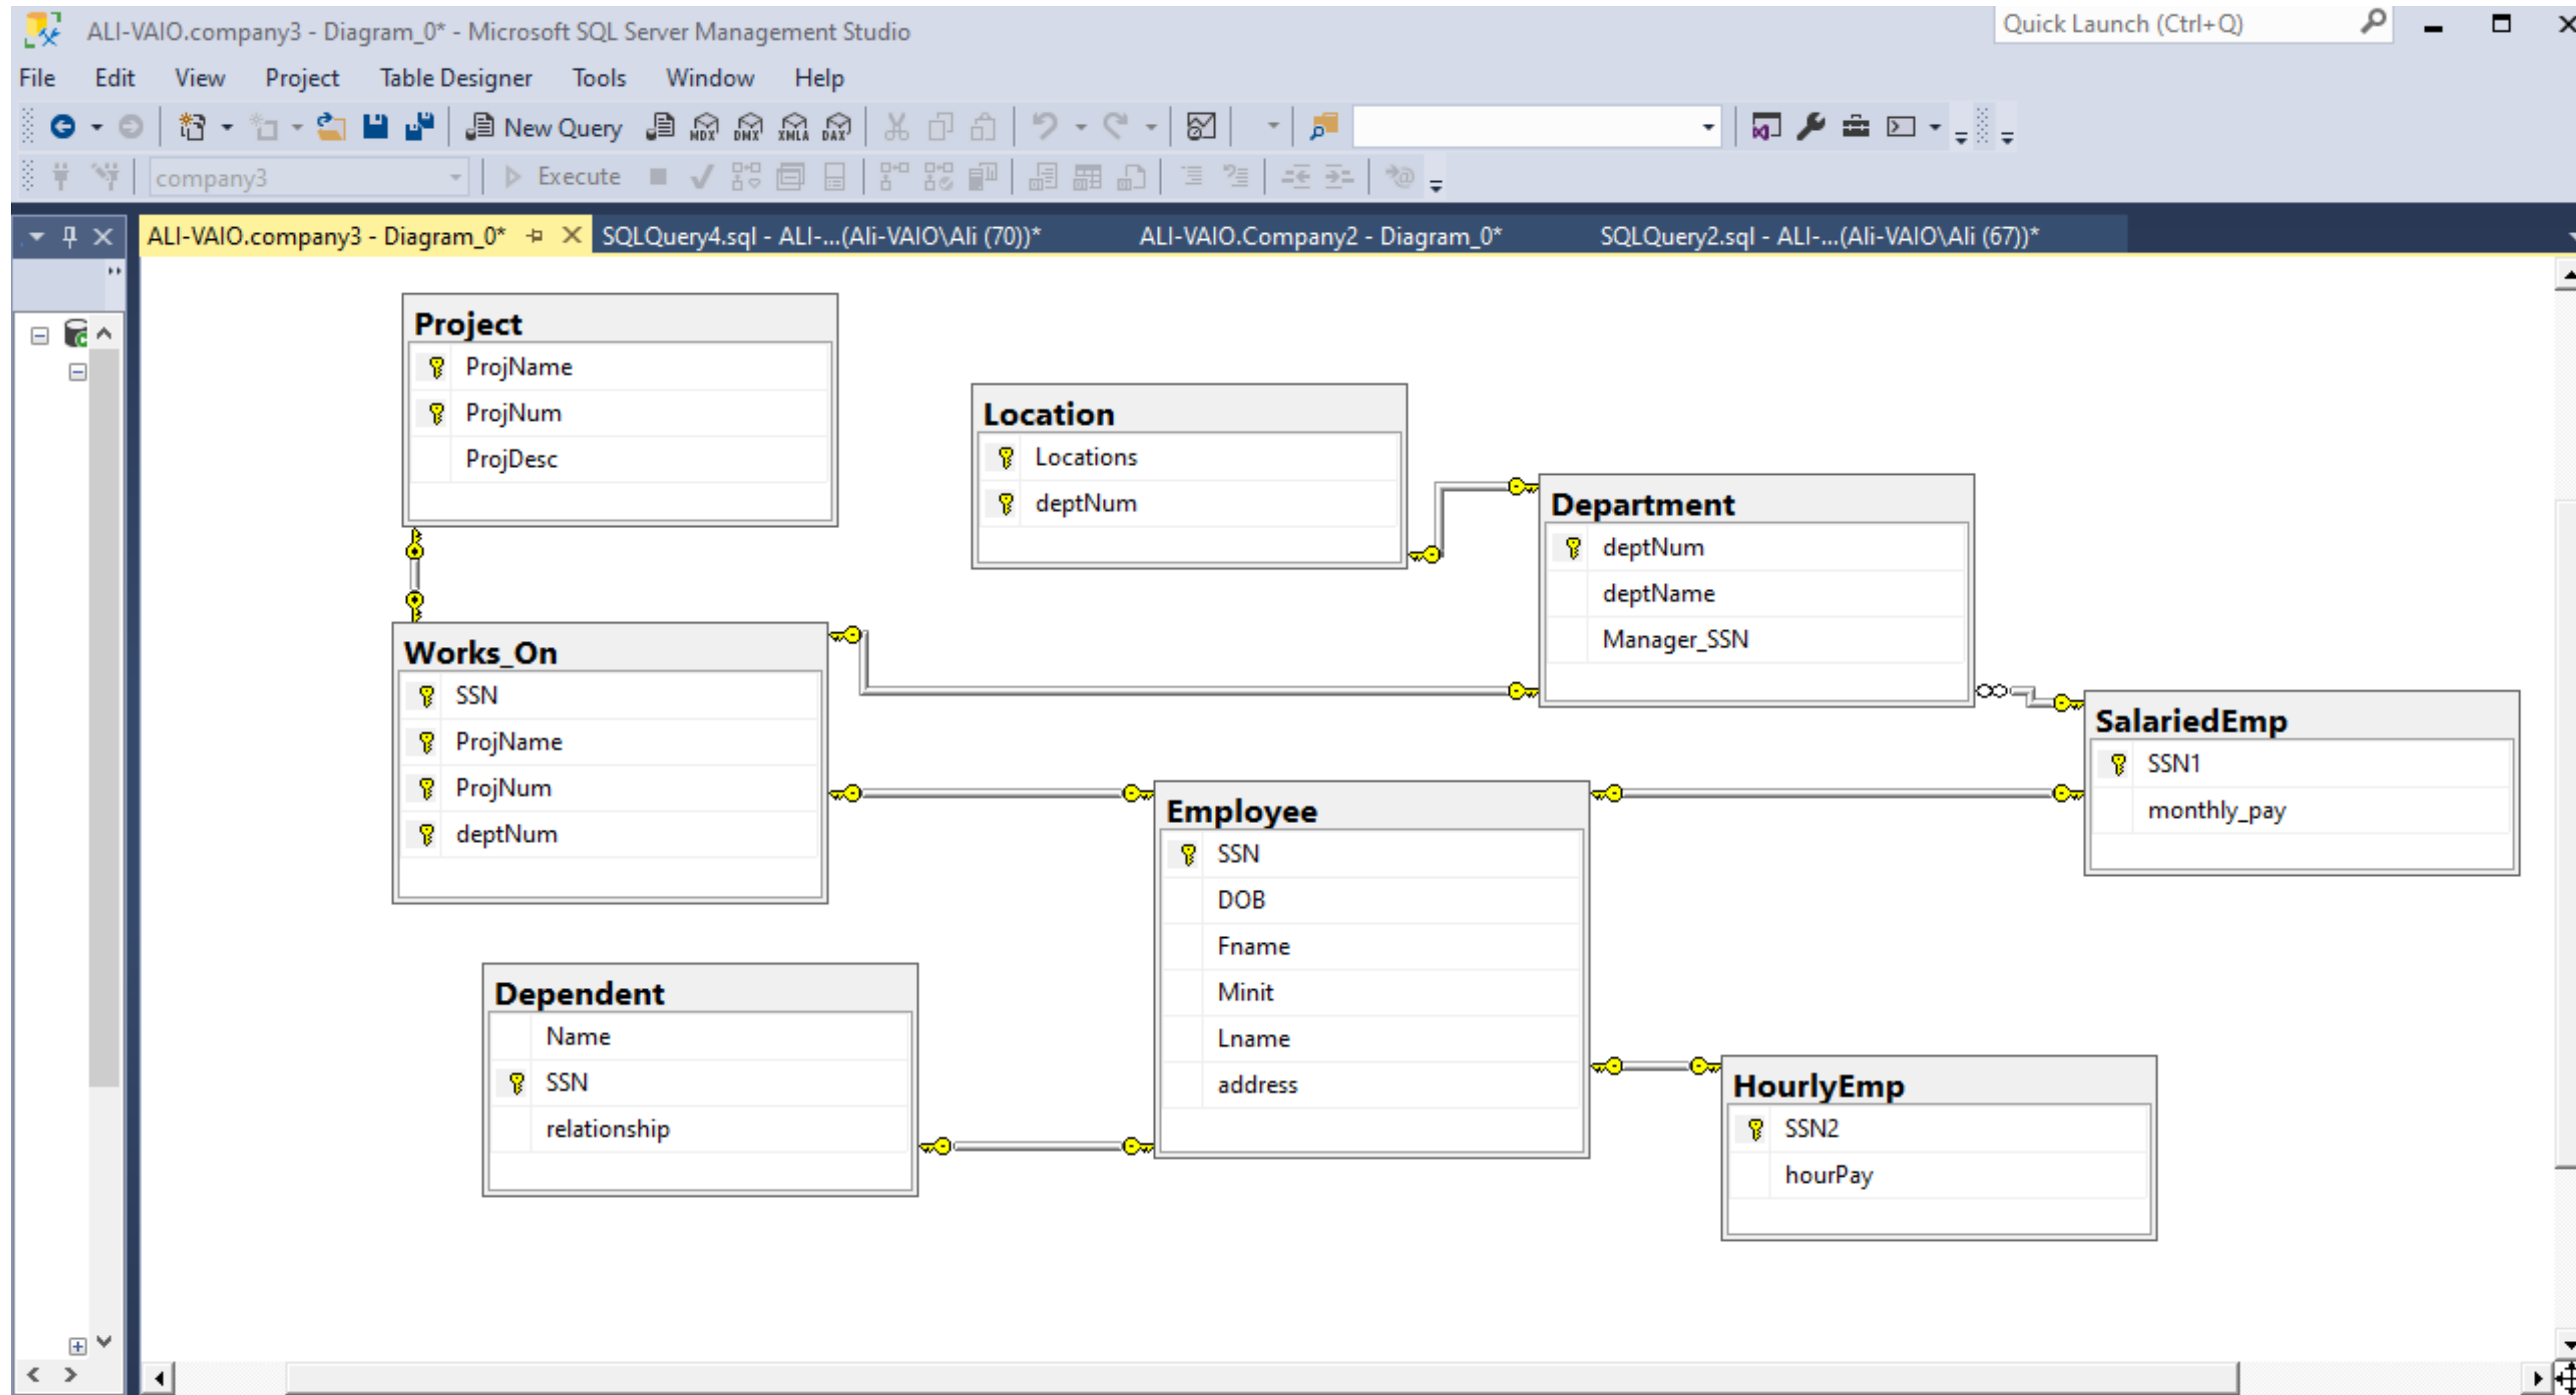 ALI-VAIO.company3 - Diagram_0* - Microsoft SQL Server Management Studio
Quick Launch (Ctrl+Q)
File Edit View Project Table Designer Tools Window Help
New Query MDX DMX XMLA DAX
company3 Execute
ALI-VAIO.company3 - Diagram_0* SQLQuery4.sql - ALI-...(Ali-VAIO\Ali (70))* ALI-VAIO.Company2 - Diagram_0* SQLQuery2.sql - ALI-...(Ali-VAIO\Ali (67))*
Project
ProjName
ProjNum
ProjDesc
Location
Locations
deptNum
Department
deptNum
deptName
Manager_SSN
Works_On
SSN
ProjName
ProjNum
deptNum
SalariedEmp
SSN1
monthly_pay
Employee
SSN
DOB
Fname
Minit
Lname
address
Dependent
Name
SSN
relationship
HourlyEmp
SSN2
hourPay